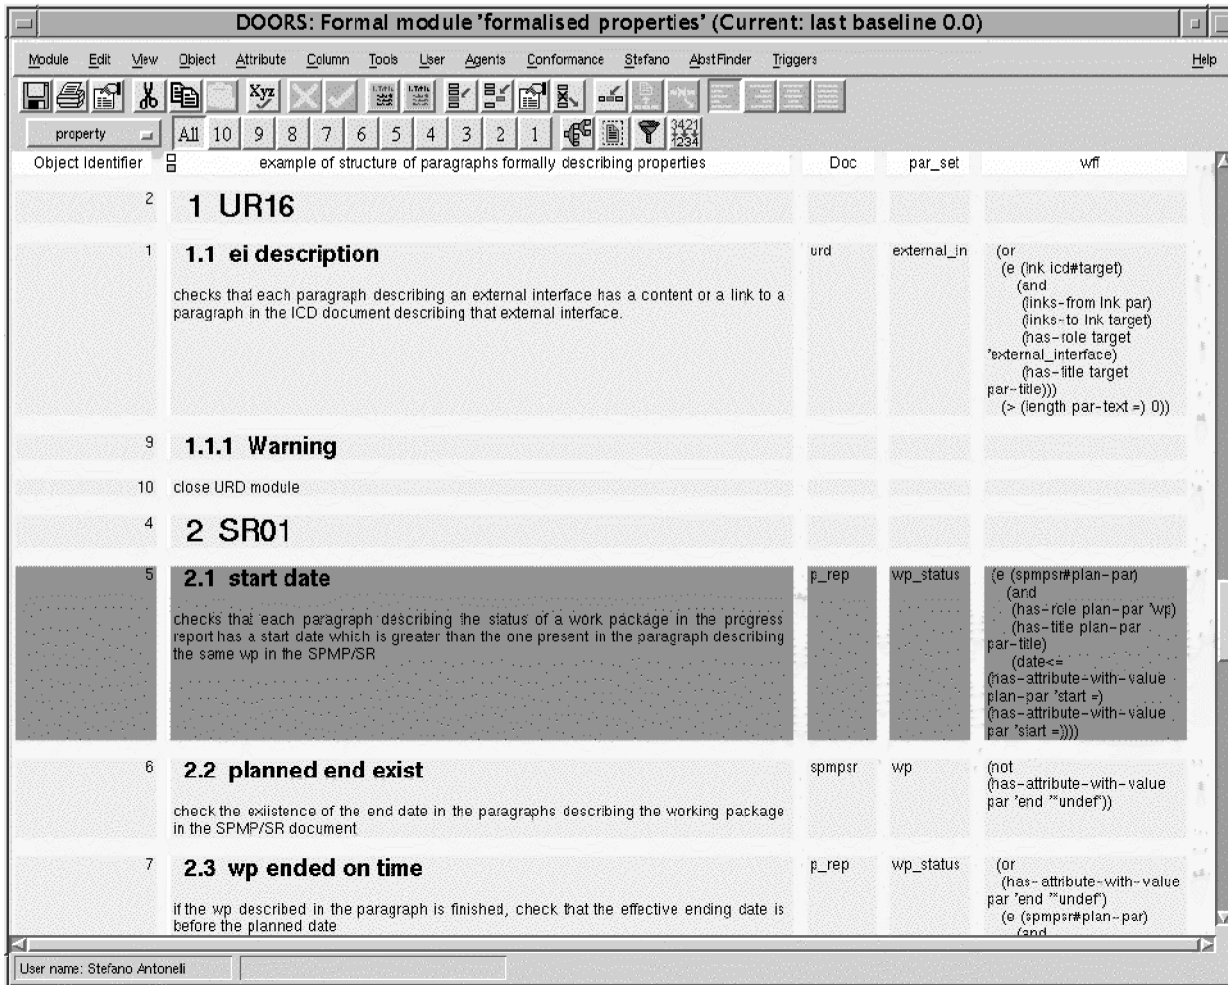 DOORS: Formal module 'formalised properties' (Current: last baseline 0.0)
Module Edit View Object Attribute Column Tools User Agents Conformance Stefano AbstFinder Triggers Help
Xyz
property All 10 9 8 7 6 5 4 3 2 1 3421 1234
Object Identifier example of structure of paragraphs formally describing properties Doc par_set wff
2 1 UR16
1 1.1 ei description urd external_in
checks that each paragraph describing an external interface has a content or a link to a
paragraph in the ICD document describing that external interface.
(or
(e (lnk icd#target)
(and
(links-from lnk par)
(links-to lnk target)
(has-role target
'external_interface)
(has-title target
par-title)))
(> (length par-text =) 0))
9 1.1.1 Warning
10 close URD module
4 2 SR01
5 2.1 start date p_rep wp_status
checks that each paragraph describing the status of a work package in the progress
report has a start date which is greater than the one present in the paragraph describing
the same wp in the SPMP/SR
(e (spmpsr#plan-par)
(and
(has-role plan-par 'wp)
(has-title plan-par
par-title)
(date<=
(has-attribute-with-value
plan-par 'start =)
(has-attribute-with-value
par 'start =))))
6 2.2 planned end exist spmpsr wp
check the exiistence of the end date in the paragraphs describing the working package
in the SPMP/SR document
(not
(has-attribute-with-value
par 'end '"undef"))
7 2.3 wp ended on time p_rep wp_status
if the wp described in the paragraph is finished, check that the effective ending date is
before the planned date
(or
(has-attribute-with-value
par 'end '"undef")
(e (spmpsr#plan-par)
(and
User name: Stefano Antonelli